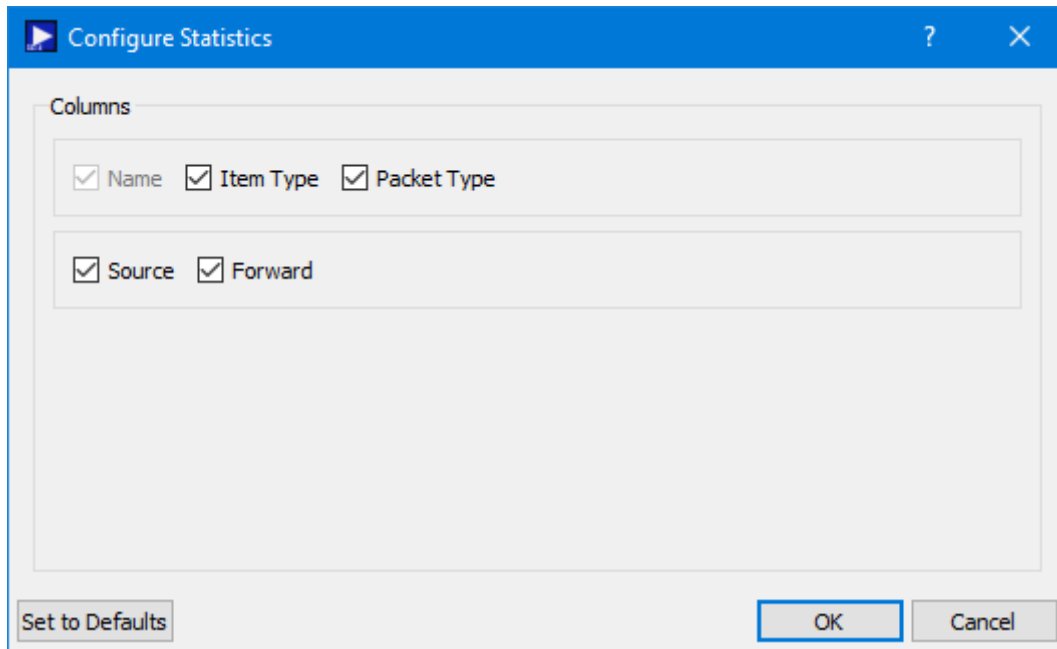 Configure Statistics ?
Columns
Name Item Type Packet Type
Source Forward
Set to Defaults OK Cancel